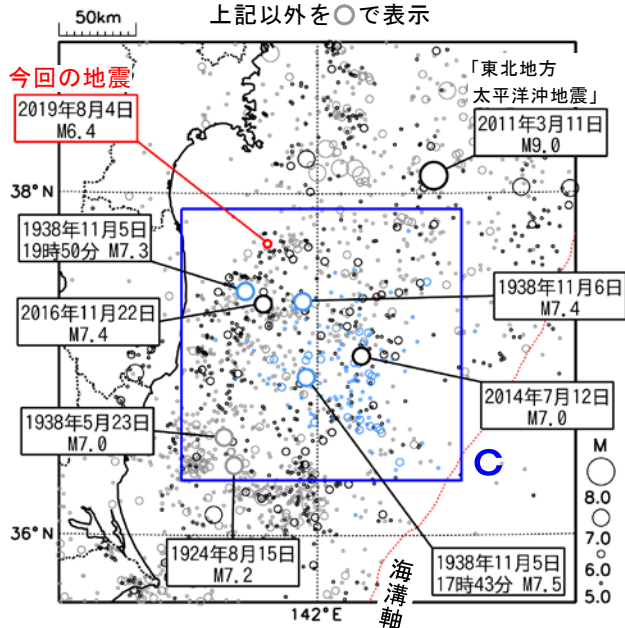 50km
上記以外を○で表示
今回の地震
2019年8月4日
M6.4
「東北地方
太平洋沖地震」
2011年3月11日
M9.0
38°N
1938年11月5日
19時50分 M7.3
2016年11月22日
M7.4
1938年11月6日
M7.4
2014年7月12日
M7.0
1938年5月23日
M7.0
C
M
8.0
7.0
6.0
5.0
36°N
1924年8月15日
M7.2
1938年11月5日
17時43分 M7.5
海溝軸
142°E